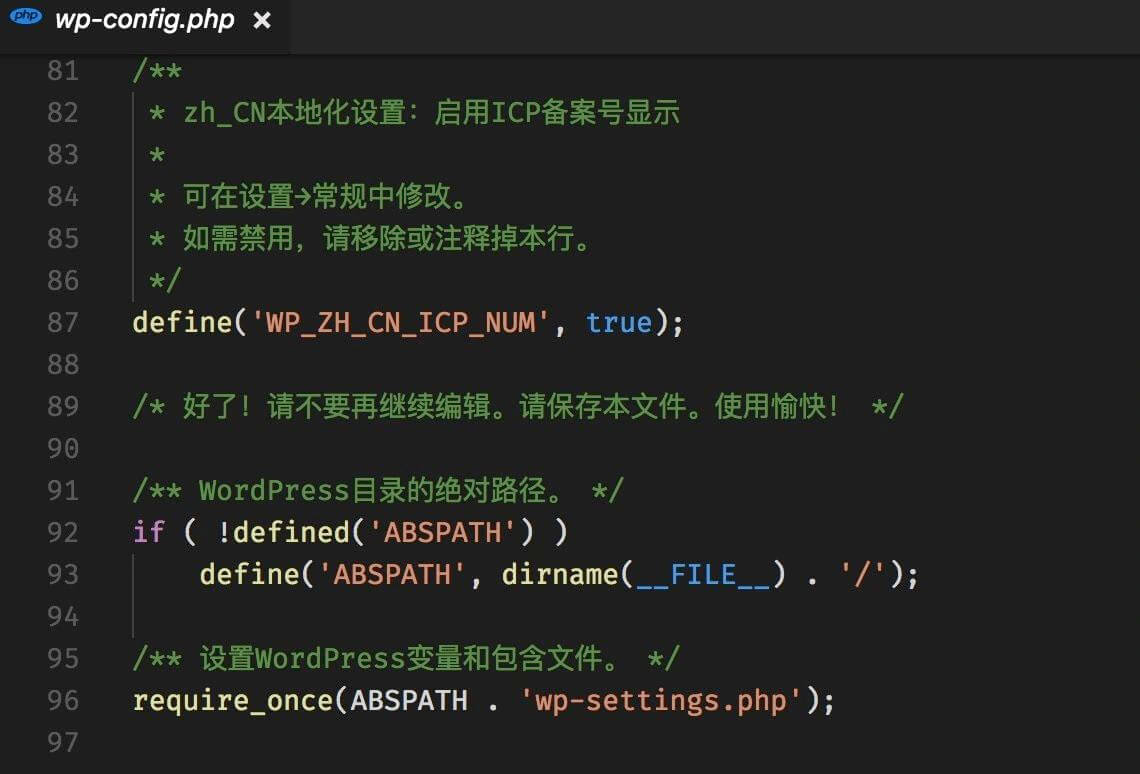 php wp-config.php ×
81 /**
82 * zh_CN本地化设置：启用ICP备案号显示
83 *
84 * 可在设置→常规中修改。
85 * 如需禁用，请移除或注释掉本行。
86 */
87 define('WP_ZH_CN_ICP_NUM', true);
88
89 /* 好了！请不要再继续编辑。请保存本文件。使用愉快！ */
90
91 /** WordPress目录的绝对路径。 */
92 if ( !defined('ABSPATH') )
93 define('ABSPATH', dirname(__FILE__) . '/');
94
95 /** 设置WordPress变量和包含文件。 */
96 require_once(ABSPATH . 'wp-settings.php');
97